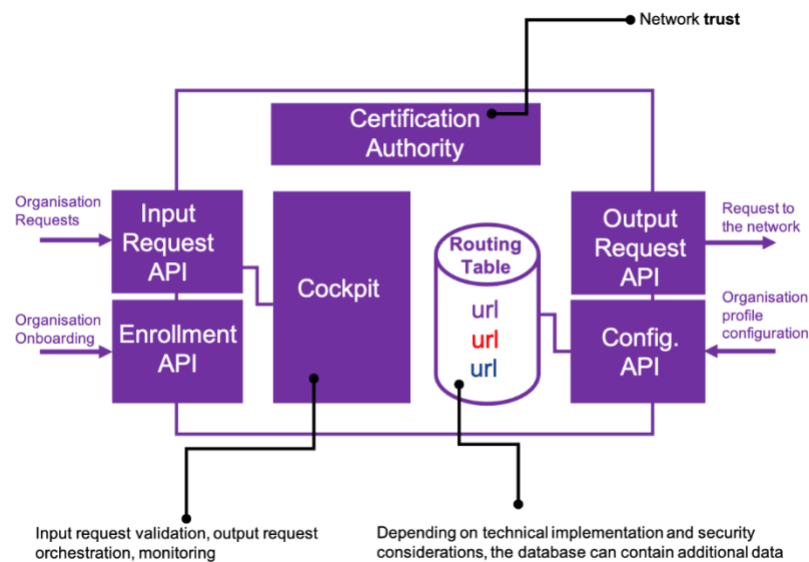 Network trust
Certification
Authority
Organisation
Requests
Input
Request
API
Organisation
Onboarding
Enrollment
API
Cockpit
Routing
Table
url
url
url
Output
Request
API
Request to
the network
Config.
API
Organisation
profile
configuration
Input request validation, output request
orchestration, monitoring
Depending on technical implementation and security
considerations, the database can contain additional data